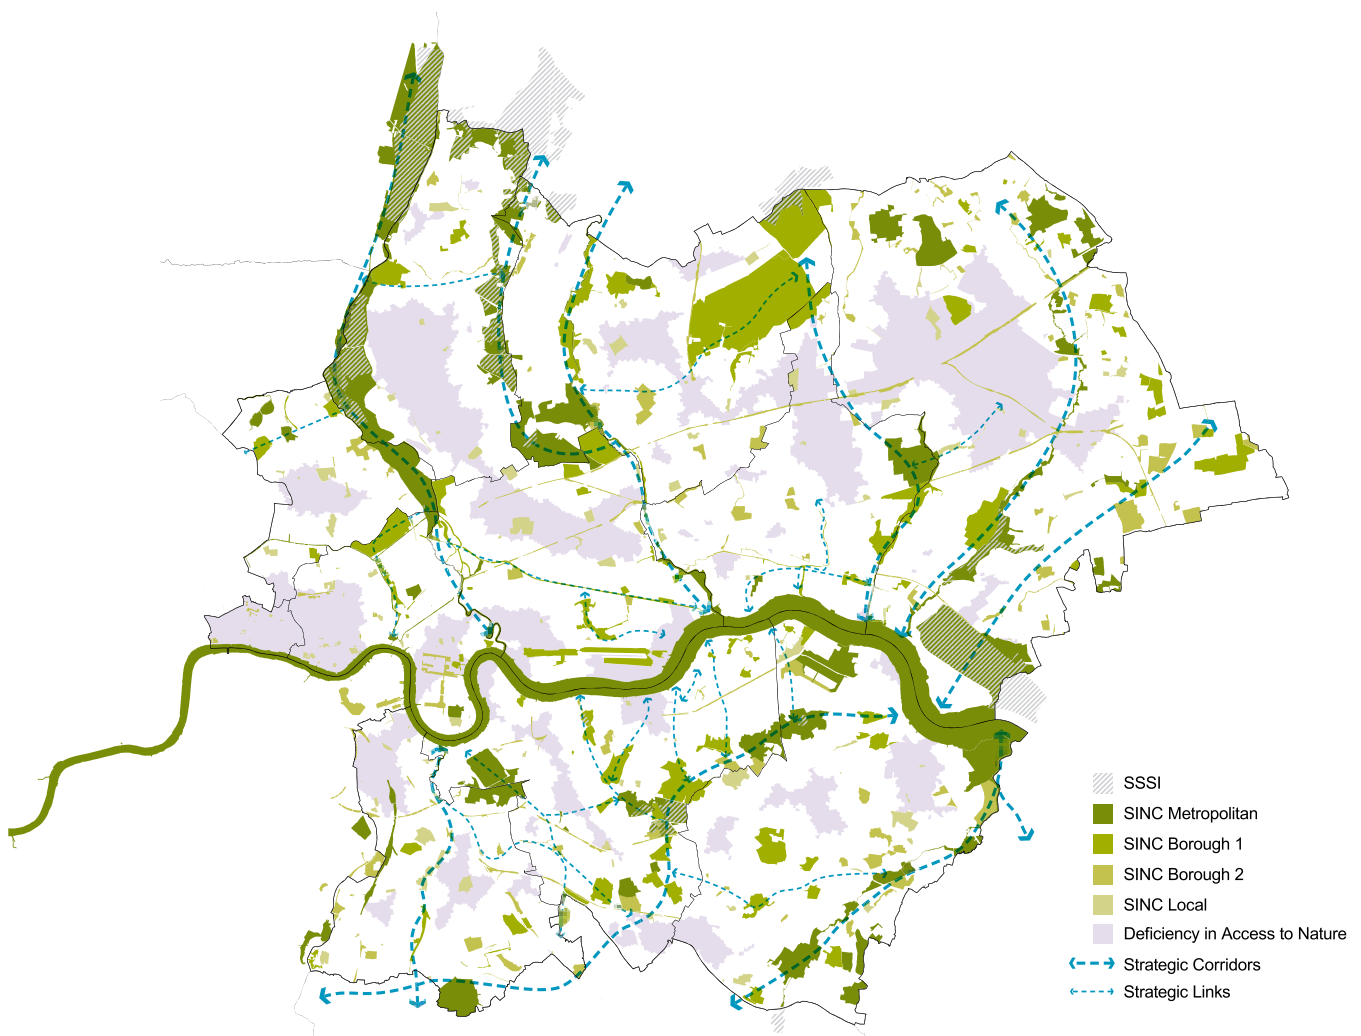 SSSI
SINC Metropolitan
SINC Borough 1
SINC Borough 2
SINC Local
Deficiency in Access to Nature
Strategic Corridors
Strategic Links